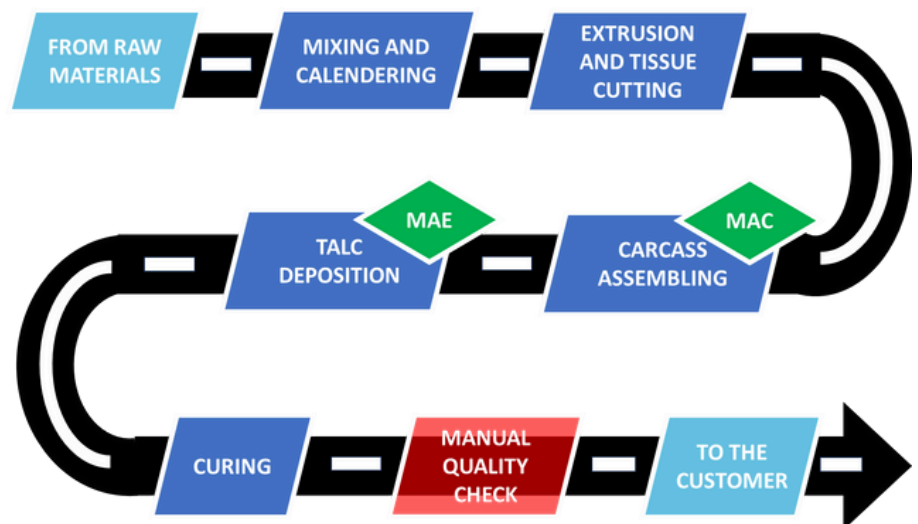 FROM RAW
MATERIALS
MIXING AND
CALENDERING
EXTRUSION
AND TISSUE
CUTTING
MAC
CARCASS
ASSEMBLING
MAE
TALC
DEPOSITION
CURING
MANUAL
QUALITY
CHECK
TO THE
CUSTOMER